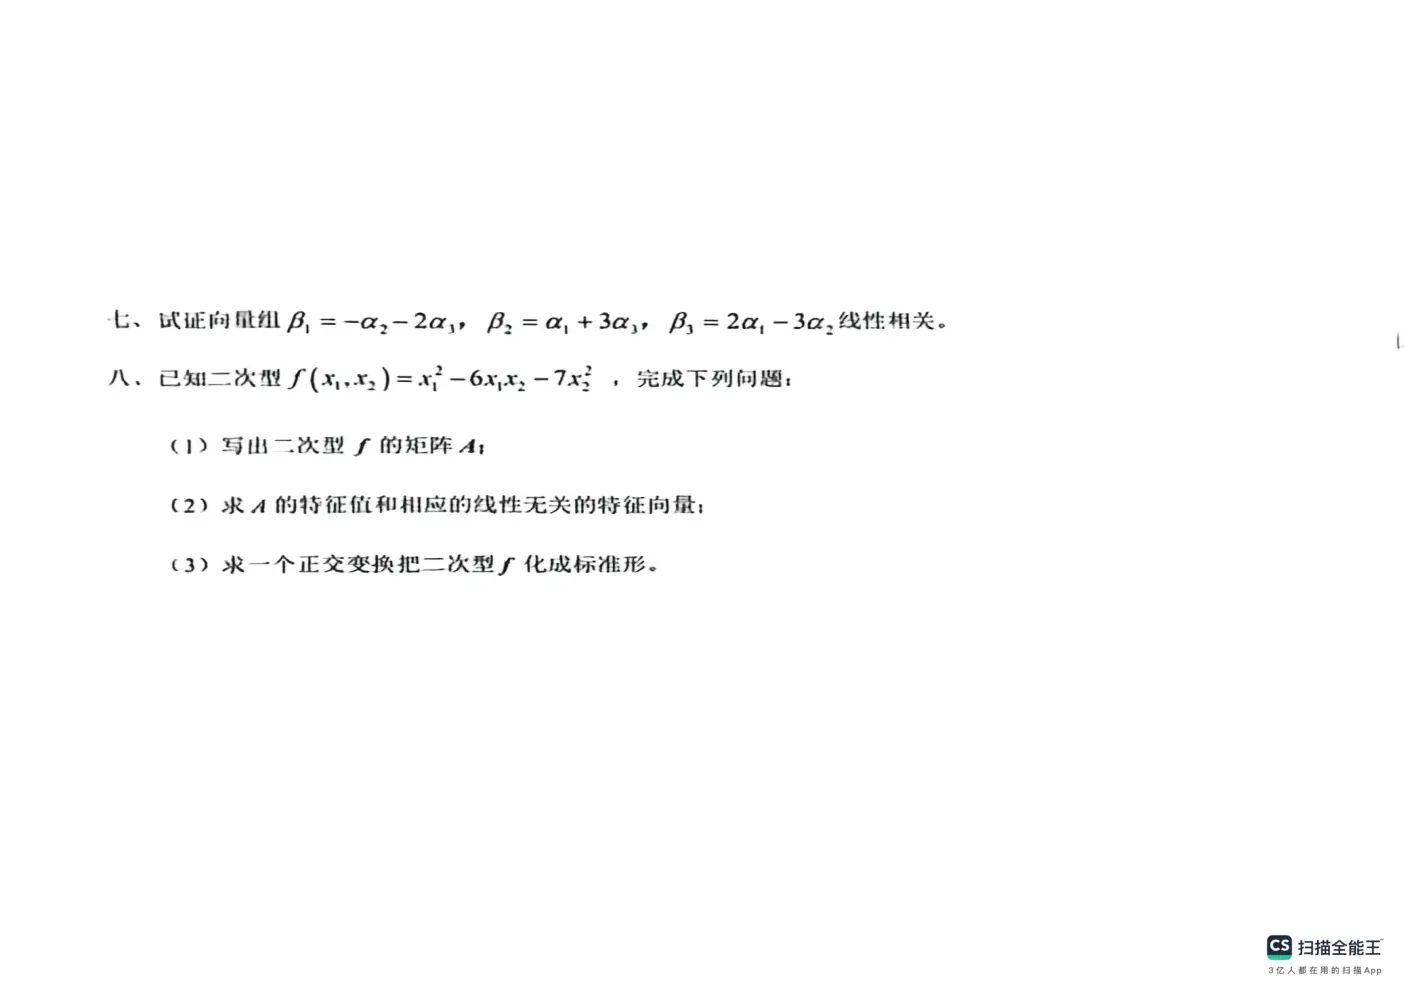 七、试证向量组 β₁ = −α₂ − 2α₃， β₂ = α₁ + 3α₃， β₃ = 2α₁ − 3α₂ 线性相关。
八、已知二次型 f(x₁, x₂) = x₁² − 6x₁x₂ − 7x₂² ，完成下列问题：
（1）写出二次型 f 的矩阵 A；
（2）求 A 的特征值和相应的线性无关的特征向量；
（3）求一个正交变换把二次型 f 化成标准形。
CS 扫描全能王
3亿人都在用的扫描App